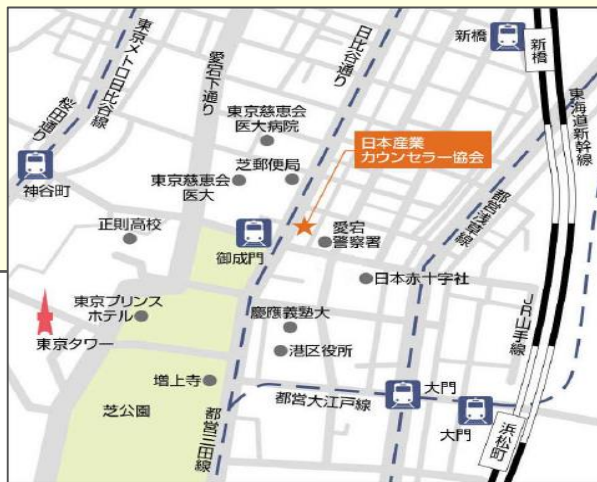 新橋
新橋
東海道新幹線
日比谷通り
愛宕下通り
東京メトロ日比谷線
桜田通り
神谷町
東京慈恵会
医大病院
芝郵便局
東京慈恵会
医大
日本産業
カウンセラー協会
都営浅草線
正則高校
御成門
愛宕
警察署
日本赤十字社
東京プリンス
ホテル
慶應義塾大
港区役所
JR山手線
東京タワー
増上寺
芝公園
都営三田線
都営大江戸線
大門
大門
浜松町